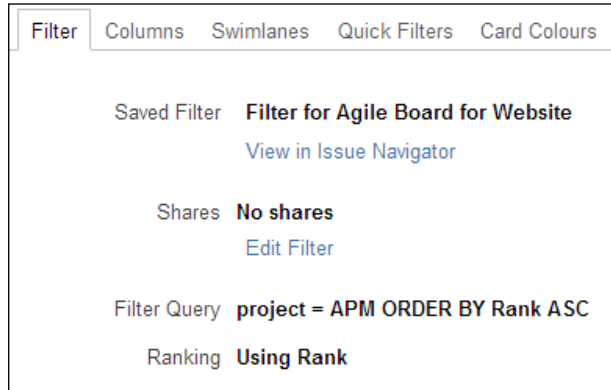 Filter Columns Swimlanes Quick Filters Card Colours
Saved Filter Filter for Agile Board for Website
View in Issue Navigator
Shares No shares
Edit Filter
Filter Query project = APM ORDER BY Rank ASC
Ranking Using Rank